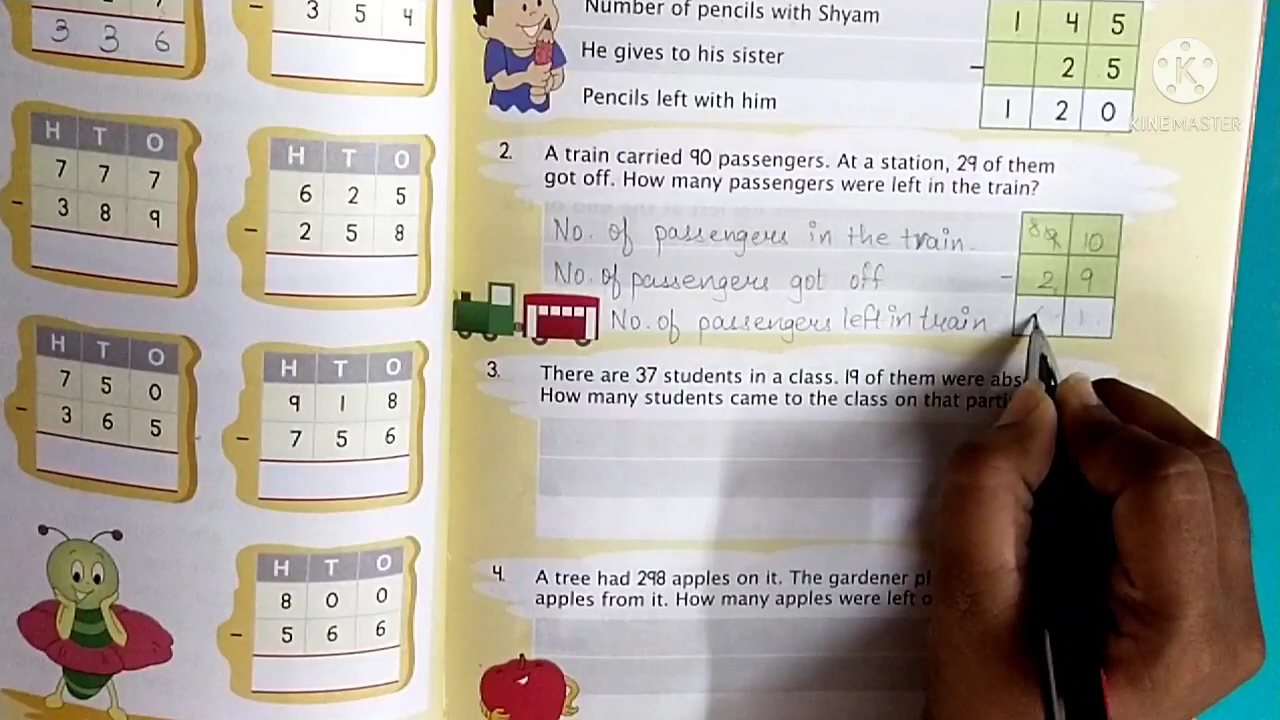 3 3 6
- 3 5 4
H T O
7 7 7
- 3 8 9
H T O
6 2 5
- 2 5 8
H T O
7 5 0
- 3 6 5
H T O
9 1 8
- 7 5 6
H T O
8 0 0
- 5 6 6
Number of pencils with Shyam 1 4 5
He gives to his sister - 2 5
Pencils left with him 1 2 0
KINEMASTER
2. A train carried 90 passengers. At a station, 29 of them
got off. How many passengers were left in the train?
No. of passengers in the train 8 9 10
No. of passengers got off - 2 9
No. of passengers left in train 1
3. There are 37 students in a class. 19 of them were abs
How many students came to the class on that parti
4. A tree had 298 apples on it. The gardener pl
apples from it. How many apples were left o